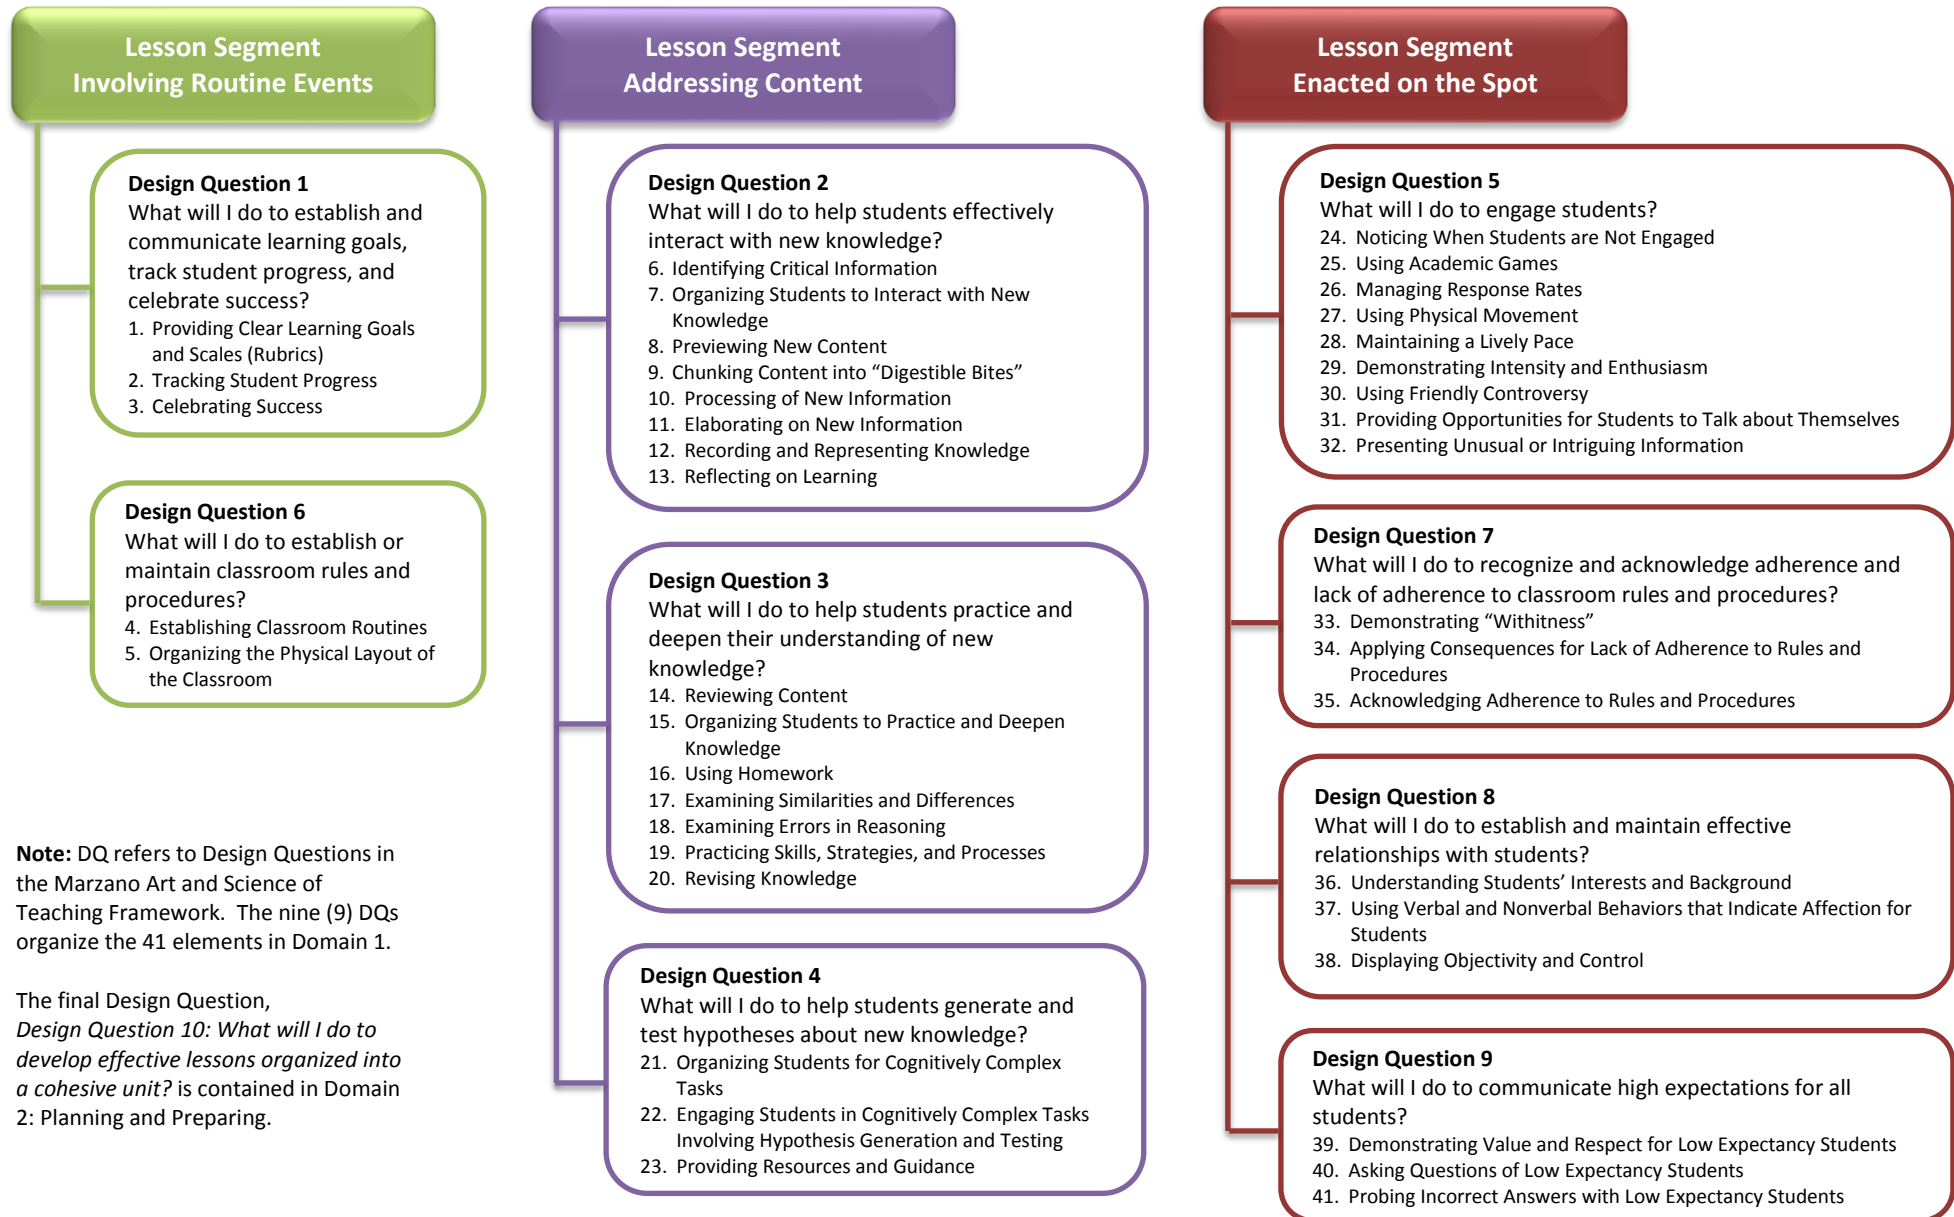 Lesson Segment
Involving Routine Events
Design Question 1
What will I do to establish and
communicate learning goals,
track student progress, and
celebrate success?
1. Providing Clear Learning Goals
and Scales (Rubrics)
2. Tracking Student Progress
3. Celebrating Success
Design Question 6
What will I do to establish or
maintain classroom rules and
procedures?
4. Establishing Classroom Routines
5. Organizing the Physical Layout of
the Classroom
Note: DQ refers to Design Questions in
the Marzano Art and Science of
Teaching Framework. The nine (9) DQs
organize the 41 elements in Domain 1.
The final Design Question,
Design Question 10: What will I do to
develop effective lessons organized into
a cohesive unit? is contained in Domain
2: Planning and Preparing.
Lesson Segment
Addressing Content
Design Question 2
What will I do to help students effectively
interact with new knowledge?
6. Identifying Critical Information
7. Organizing Students to Interact with New
Knowledge
8. Previewing New Content
9. Chunking Content into “Digestible Bites”
10. Processing of New Information
11. Elaborating on New Information
12. Recording and Representing Knowledge
13. Reflecting on Learning
Design Question 3
What will I do to help students practice and
deepen their understanding of new
knowledge?
14. Reviewing Content
15. Organizing Students to Practice and Deepen
Knowledge
16. Using Homework
17. Examining Similarities and Differences
18. Examining Errors in Reasoning
19. Practicing Skills, Strategies, and Processes
20. Revising Knowledge
Design Question 4
What will I do to help students generate and
test hypotheses about new knowledge?
21. Organizing Students for Cognitively Complex
Tasks
22. Engaging Students in Cognitively Complex Tasks
Involving Hypothesis Generation and Testing
23. Providing Resources and Guidance
Lesson Segment
Enacted on the Spot
Design Question 5
What will I do to engage students?
24. Noticing When Students are Not Engaged
25. Using Academic Games
26. Managing Response Rates
27. Using Physical Movement
28. Maintaining a Lively Pace
29. Demonstrating Intensity and Enthusiasm
30. Using Friendly Controversy
31. Providing Opportunities for Students to Talk about Themselves
32. Presenting Unusual or Intriguing Information
Design Question 7
What will I do to recognize and acknowledge adherence and
lack of adherence to classroom rules and procedures?
33. Demonstrating “Withitness”
34. Applying Consequences for Lack of Adherence to Rules and
Procedures
35. Acknowledging Adherence to Rules and Procedures
Design Question 8
What will I do to establish and maintain effective
relationships with students?
36. Understanding Students’ Interests and Background
37. Using Verbal and Nonverbal Behaviors that Indicate Affection for
Students
38. Displaying Objectivity and Control
Design Question 9
What will I do to communicate high expectations for all
students?
39. Demonstrating Value and Respect for Low Expectancy Students
40. Asking Questions of Low Expectancy Students
41. Probing Incorrect Answers with Low Expectancy Students